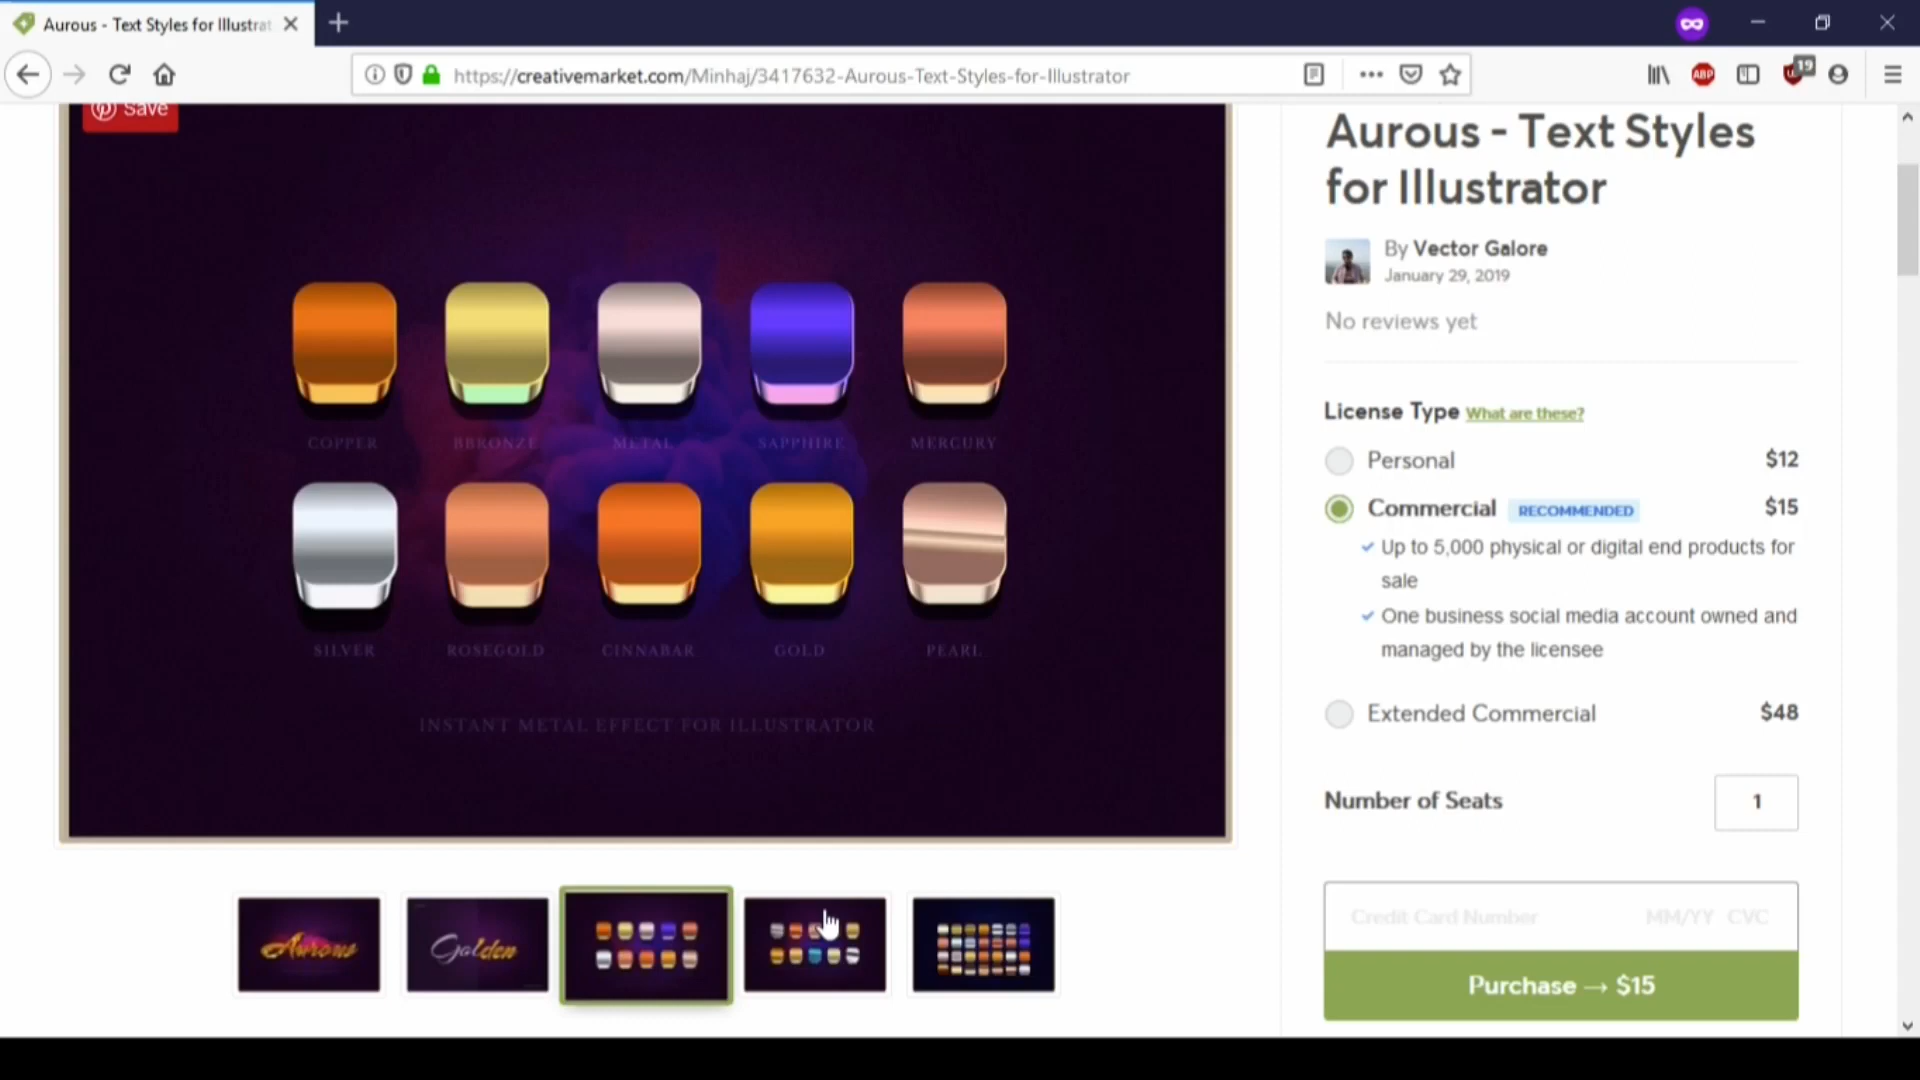 Aurous - Text Styles for Illustrat
https://creativemarket.com/Minhaj/3417632-Aurous-Text-Styles-for-Illustrator
ABP
19
Save
COPPER
BBRONZE
METAL
SAPPHIRE
MERCURY
SILVER
ROSEGOLD
CINNABAR
GOLD
PEARL
INSTANT METAL EFFECT FOR ILLUSTRATOR
Aurous
Golden
Aurous - Text Styles
for Illustrator
By Vector Galore
January 29, 2019
No reviews yet
License Type What are these?
Personal $12
Commercial RECOMMENDED $15
Up to 5,000 physical or digital end products for
sale
One business social media account owned and
managed by the licensee
Extended Commercial $48
Number of Seats 1
Credit Card Number MM/YY CVC
Purchase → $15